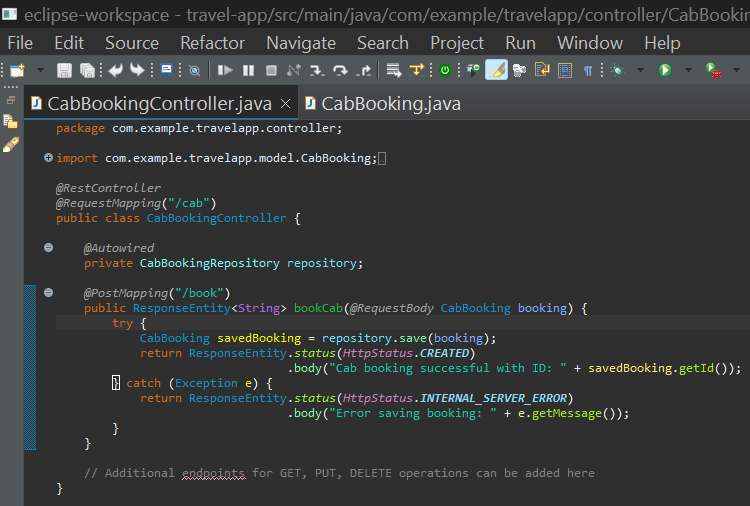 eclipse-workspace - travel-app/src/main/java/com/example/travelapp/controller/CabBookin
File Edit Source Refactor Navigate Search Project Run Window Help
CabBookingController.java CabBooking.java
package com.example.travelapp.controller;
import com.example.travelapp.model.CabBooking;
@RestController
@RequestMapping("/cab")
public class CabBookingController {
@Autowired
private CabBookingRepository repository;
@PostMapping("/book")
public ResponseEntity<String> bookCab(@RequestBody CabBooking booking) {
try {
CabBooking savedBooking = repository.save(booking);
return ResponseEntity.status(HttpStatus.CREATED)
.body("Cab booking successful with ID: " + savedBooking.getId());
} catch (Exception e) {
return ResponseEntity.status(HttpStatus.INTERNAL_SERVER_ERROR)
.body("Error saving booking: " + e.getMessage());
}
}
// Additional endpoints for GET, PUT, DELETE operations can be added here
}